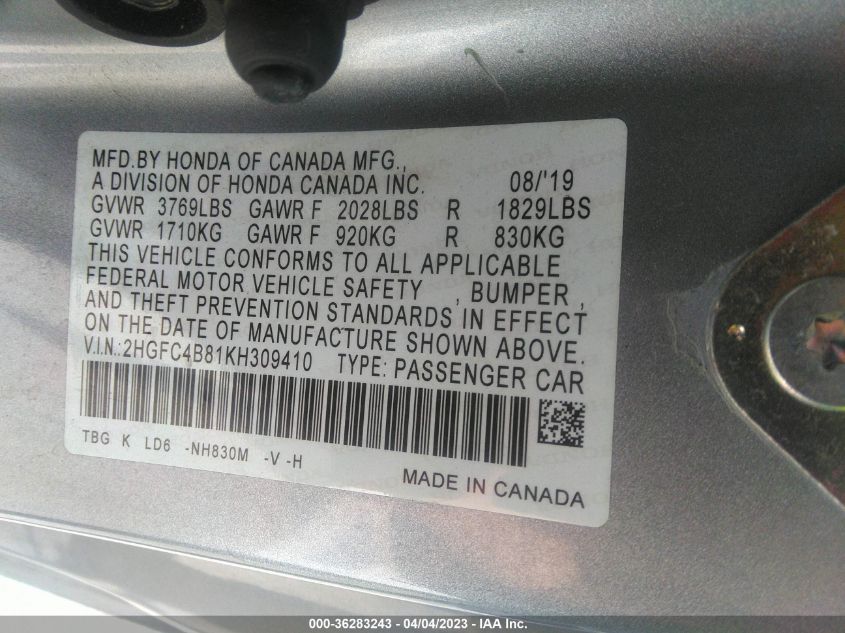 MFD.BY HONDA OF CANADA MFG.,
A DIVISION OF HONDA CANADA INC. 08/'19
GVWR 3769LBS GAWR F 2028LBS R 1829LBS
GVWR 1710KG GAWR F 920KG R 830KG
THIS VEHICLE CONFORMS TO ALL APPLICABLE
FEDERAL MOTOR VEHICLE SAFETY , BUMPER ,
AND THEFT PREVENTION STANDARDS IN EFFECT
ON THE DATE OF MANUFACTURE SHOWN ABOVE.
V.I.N.:2HGFC4B81KH309410 TYPE: PASSENGER CAR
TBG K LD6 -NH830M -V -H
MADE IN CANADA
000-36283243 - 04/04/2023 - IAA Inc.